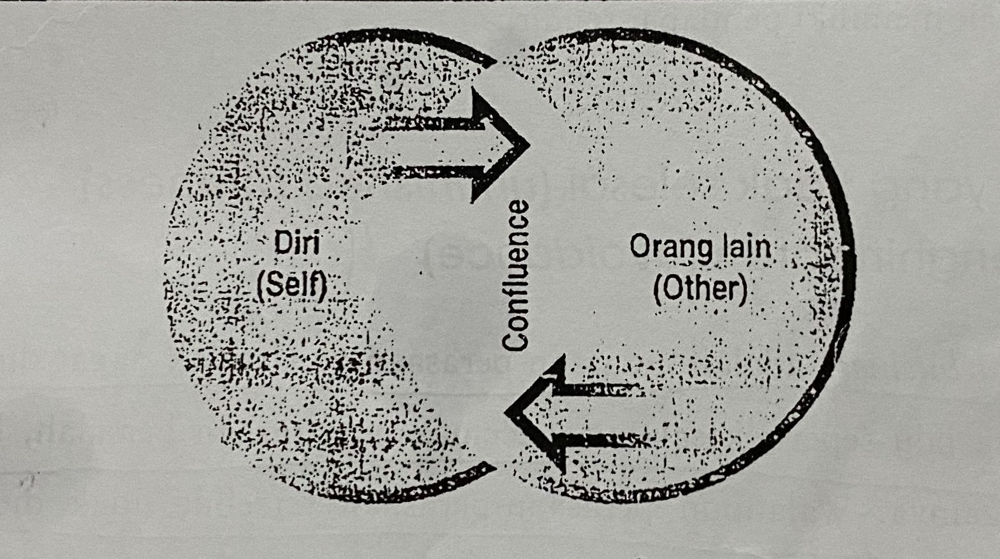 Diri
(Self)
Confluence
Orang lain
(Other)